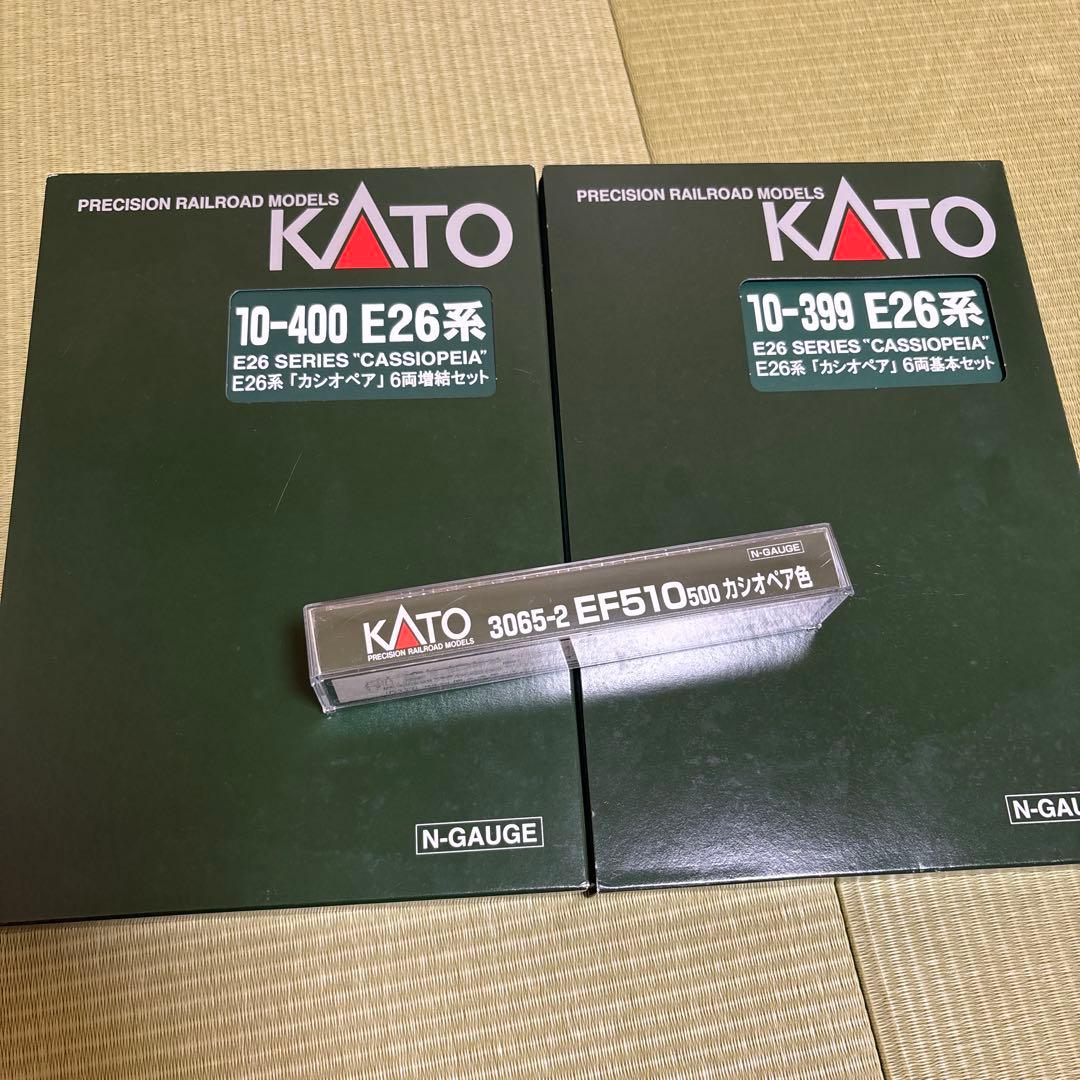 PRECISION RAILROAD MODELS
KATO
10-400 E26系
E26 SERIES "CASSIOPEIA"
E26系「カシオペア」6両増結セット
N-GAUGE
PRECISION RAILROAD MODELS
KATO
10-399 E26系
E26 SERIES "CASSIOPEIA"
E26系「カシオペア」6両基本セット
N-GAU
N-GAUGE
KATO 3065-2 EF510 500 カシオペア色
PRECISION RAILROAD MODELS